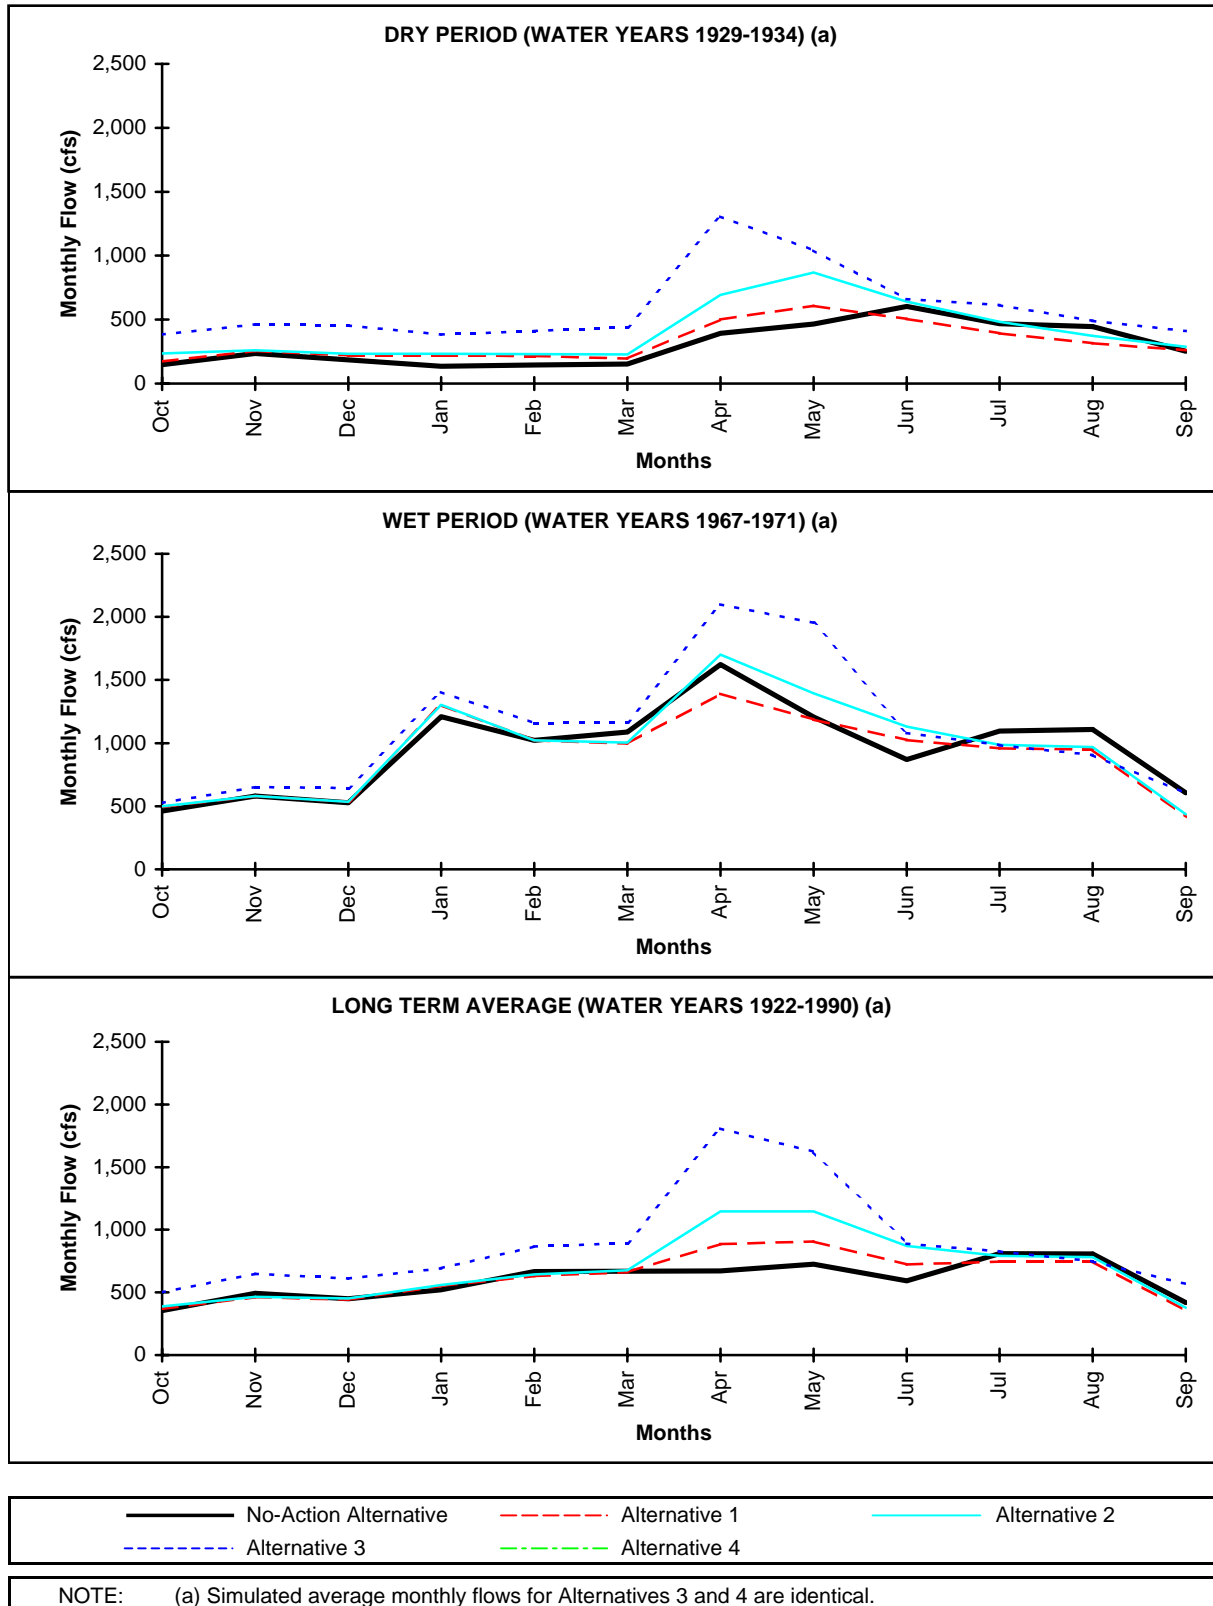 DRY PERIOD (WATER YEARS 1929-1934) (a)
2,500
2,000
1,500
1,000
500
0
Monthly Flow (cfs)
Oct Nov Dec Jan Feb Mar Apr May Jun Jul Aug Sep
Months
WET PERIOD (WATER YEARS 1967-1971) (a)
2,500
2,000
1,500
1,000
500
0
Monthly Flow (cfs)
Oct Nov Dec Jan Feb Mar Apr May Jun Jul Aug Sep
Months
LONG TERM AVERAGE (WATER YEARS 1922-1990) (a)
2,500
2,000
1,500
1,000
500
0
Monthly Flow (cfs)
Oct Nov Dec Jan Feb Mar Apr May Jun Jul Aug Sep
Months
No-Action Alternative Alternative 1 Alternative 2
Alternative 3 Alternative 4
NOTE: (a) Simulated average monthly flows for Alternatives 3 and 4 are identical.